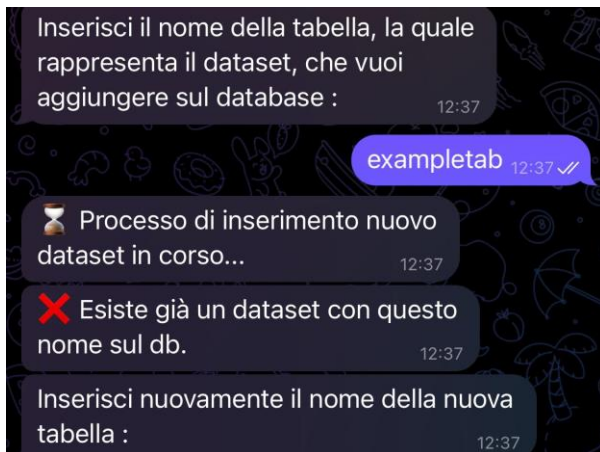 Inserisci il nome della tabella, la quale
rappresenta il dataset, che vuoi
aggiungere sul database :
12:37
exampletab
12:37
⏳ Processo di inserimento nuovo
dataset in corso...
12:37
❌ Esiste già un dataset con questo
nome sul db.
12:37
Inserisci nuovamente il nome della nuova
tabella :
12:37